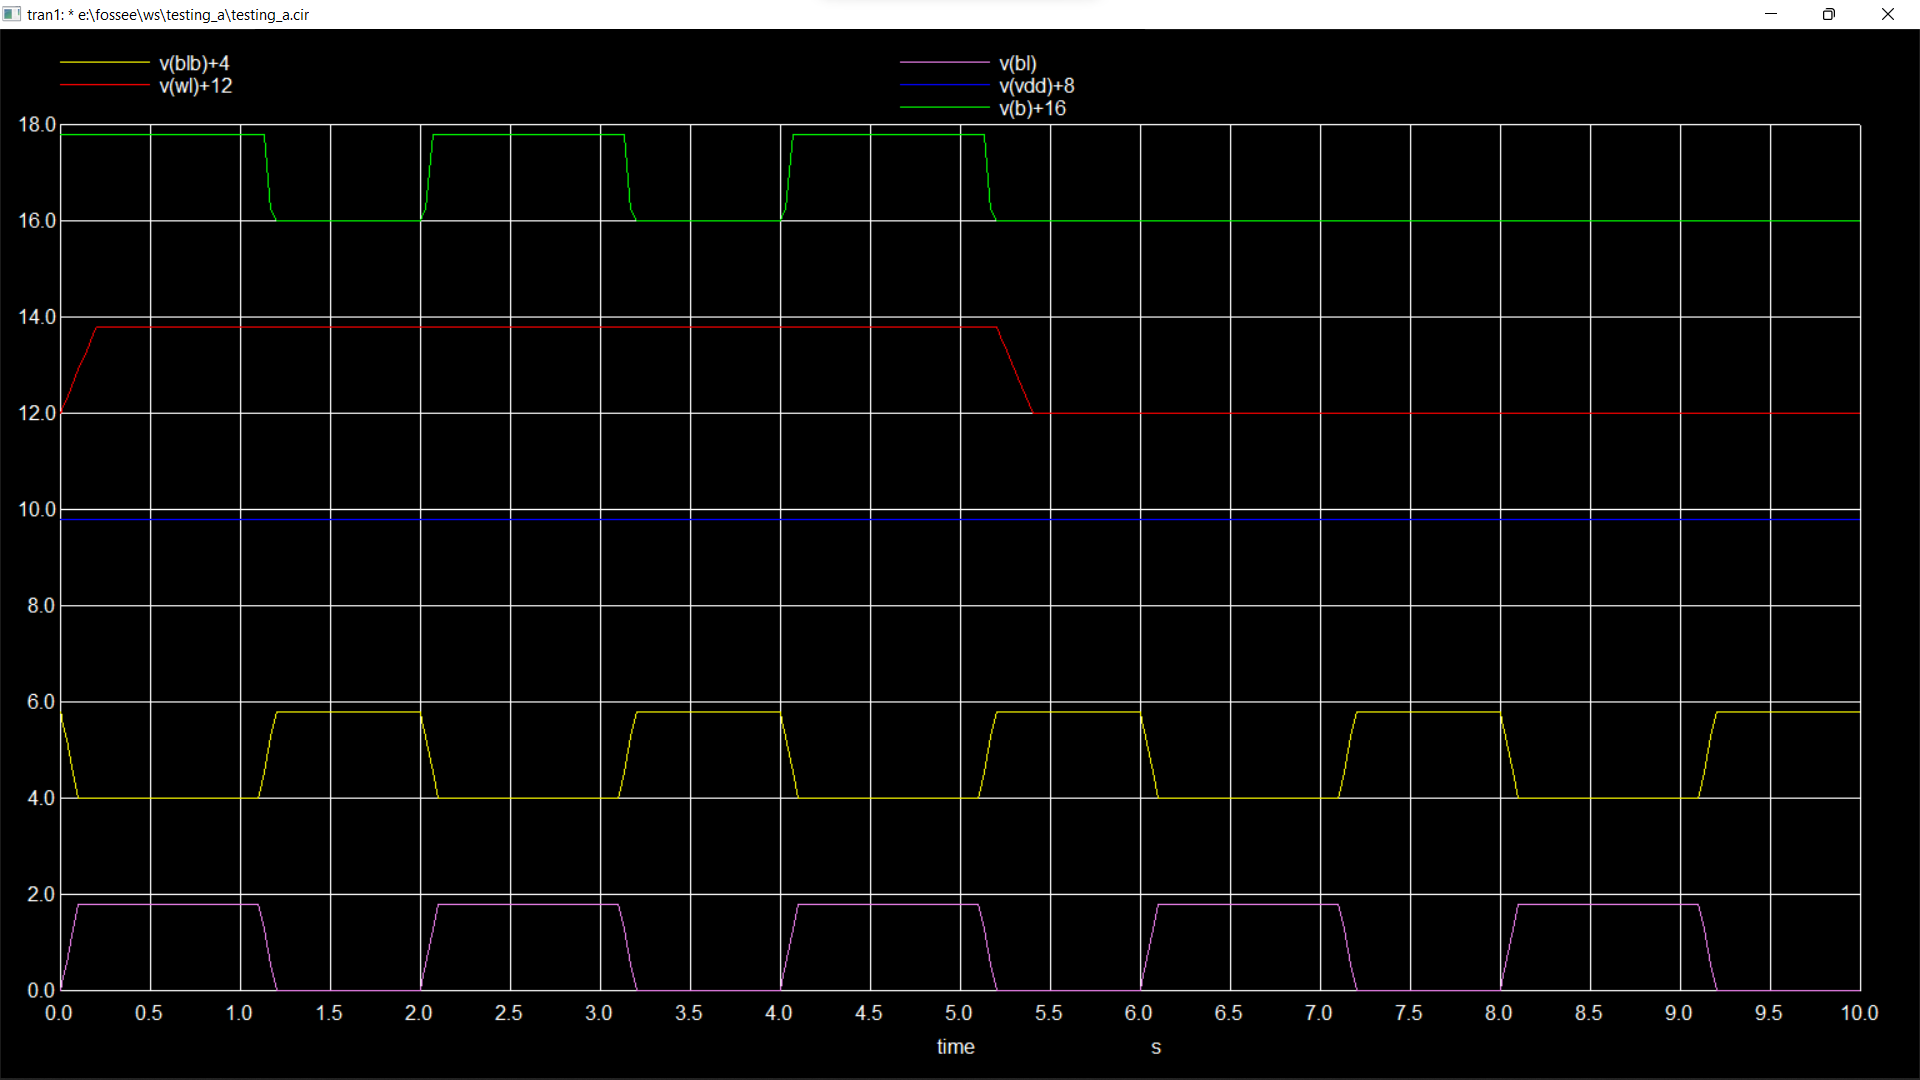 tran1: * e:\fossee\ws\testing_a\testing_a.cir
v(blb)+4
v(wl)+12
v(bl)
v(vdd)+8
v(b)+16
18.0
16.0
14.0
12.0
10.0
8.0
6.0
4.0
2.0
0.0
0.0 0.5 1.0 1.5 2.0 2.5 3.0 3.5 4.0 4.5 5.0 5.5 6.0 6.5 7.0 7.5 8.0 8.5 9.0 9.5 10.0
time s